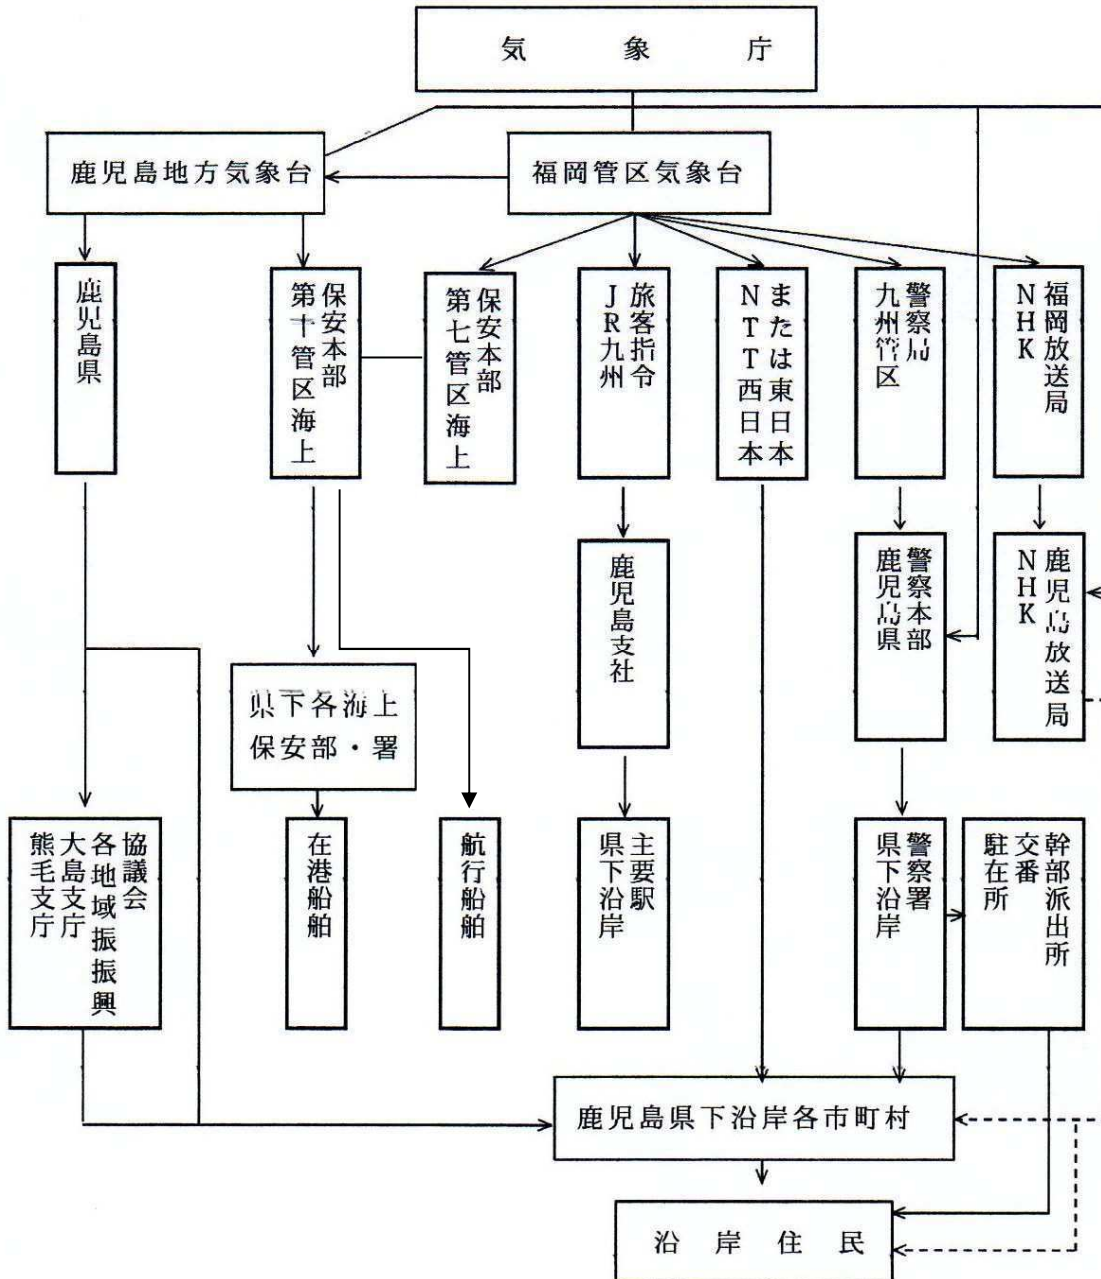 気象庁
鹿児島地方気象台
福岡管区気象台
鹿児島県
保安本部
第十管区海上
保安本部
第七管区海上
旅客指令
JR九州
または東日本
NTT西日本
警察局
九州管区
福岡放送局
NHK
鹿児島支社
警察本部
鹿児島県
鹿児島放送局
NHK
県下各海上
保安部・署
協議会
各地域振振興
大島支庁
熊毛支庁
在港船舶
航行船舶
主要駅
県下沿岸
警察署
県下沿岸
幹部派出所
交番
駐在所
鹿児島県下沿岸各市町村
沿岸住民